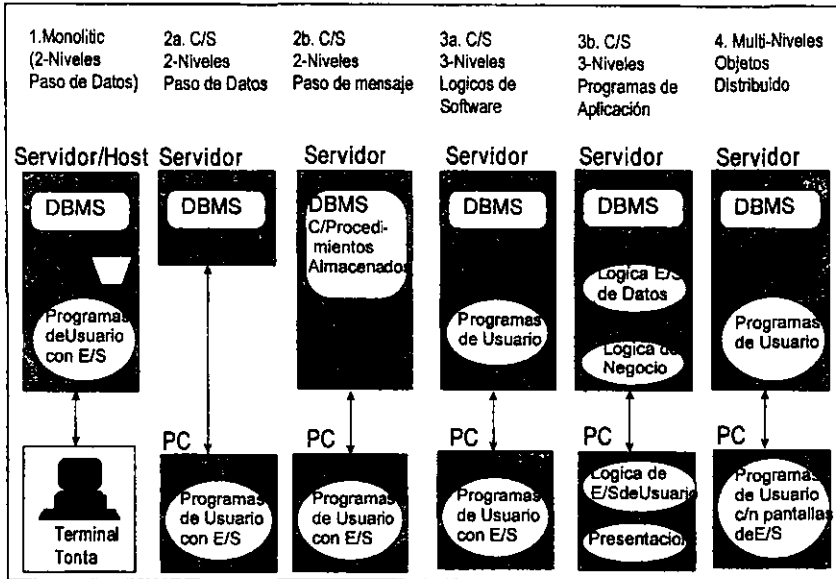 1.Monolitic
(2-Niveles
Paso de Datos)
2a. C/S
2-Niveles
Paso de Datos
2b. C/S
2-Niveles
Paso de mensaje
3a. C/S
3-Niveles
Logicos de
Software
3b. C/S
3-Niveles
Programas de
Aplicación
4. Multi-Niveles
Objetos
Distribuído
Servidor/Host
DBMS
Programas
deUsuario
con E/S
Terminal
Tonta
Servidor
DBMS
PC
Programas
de Usuario
con E/S
Servidor
DBMS
C/Procedi-
mientos
Almacenados
PC
Programas
de Usuario
con E/S
Servidor
DBMS
Programas
de Usuario
PC
Programas
de Usuario
con E/S
Servidor
DBMS
Logica E/S
de Datos
Logica de
Negocio
PC
Logica de
E/SdeUsuario
Presentacion
Servidor
DBMS
Programas
de Usuario
PC
Programas
de Usuario
c/n pantallas
deE/S